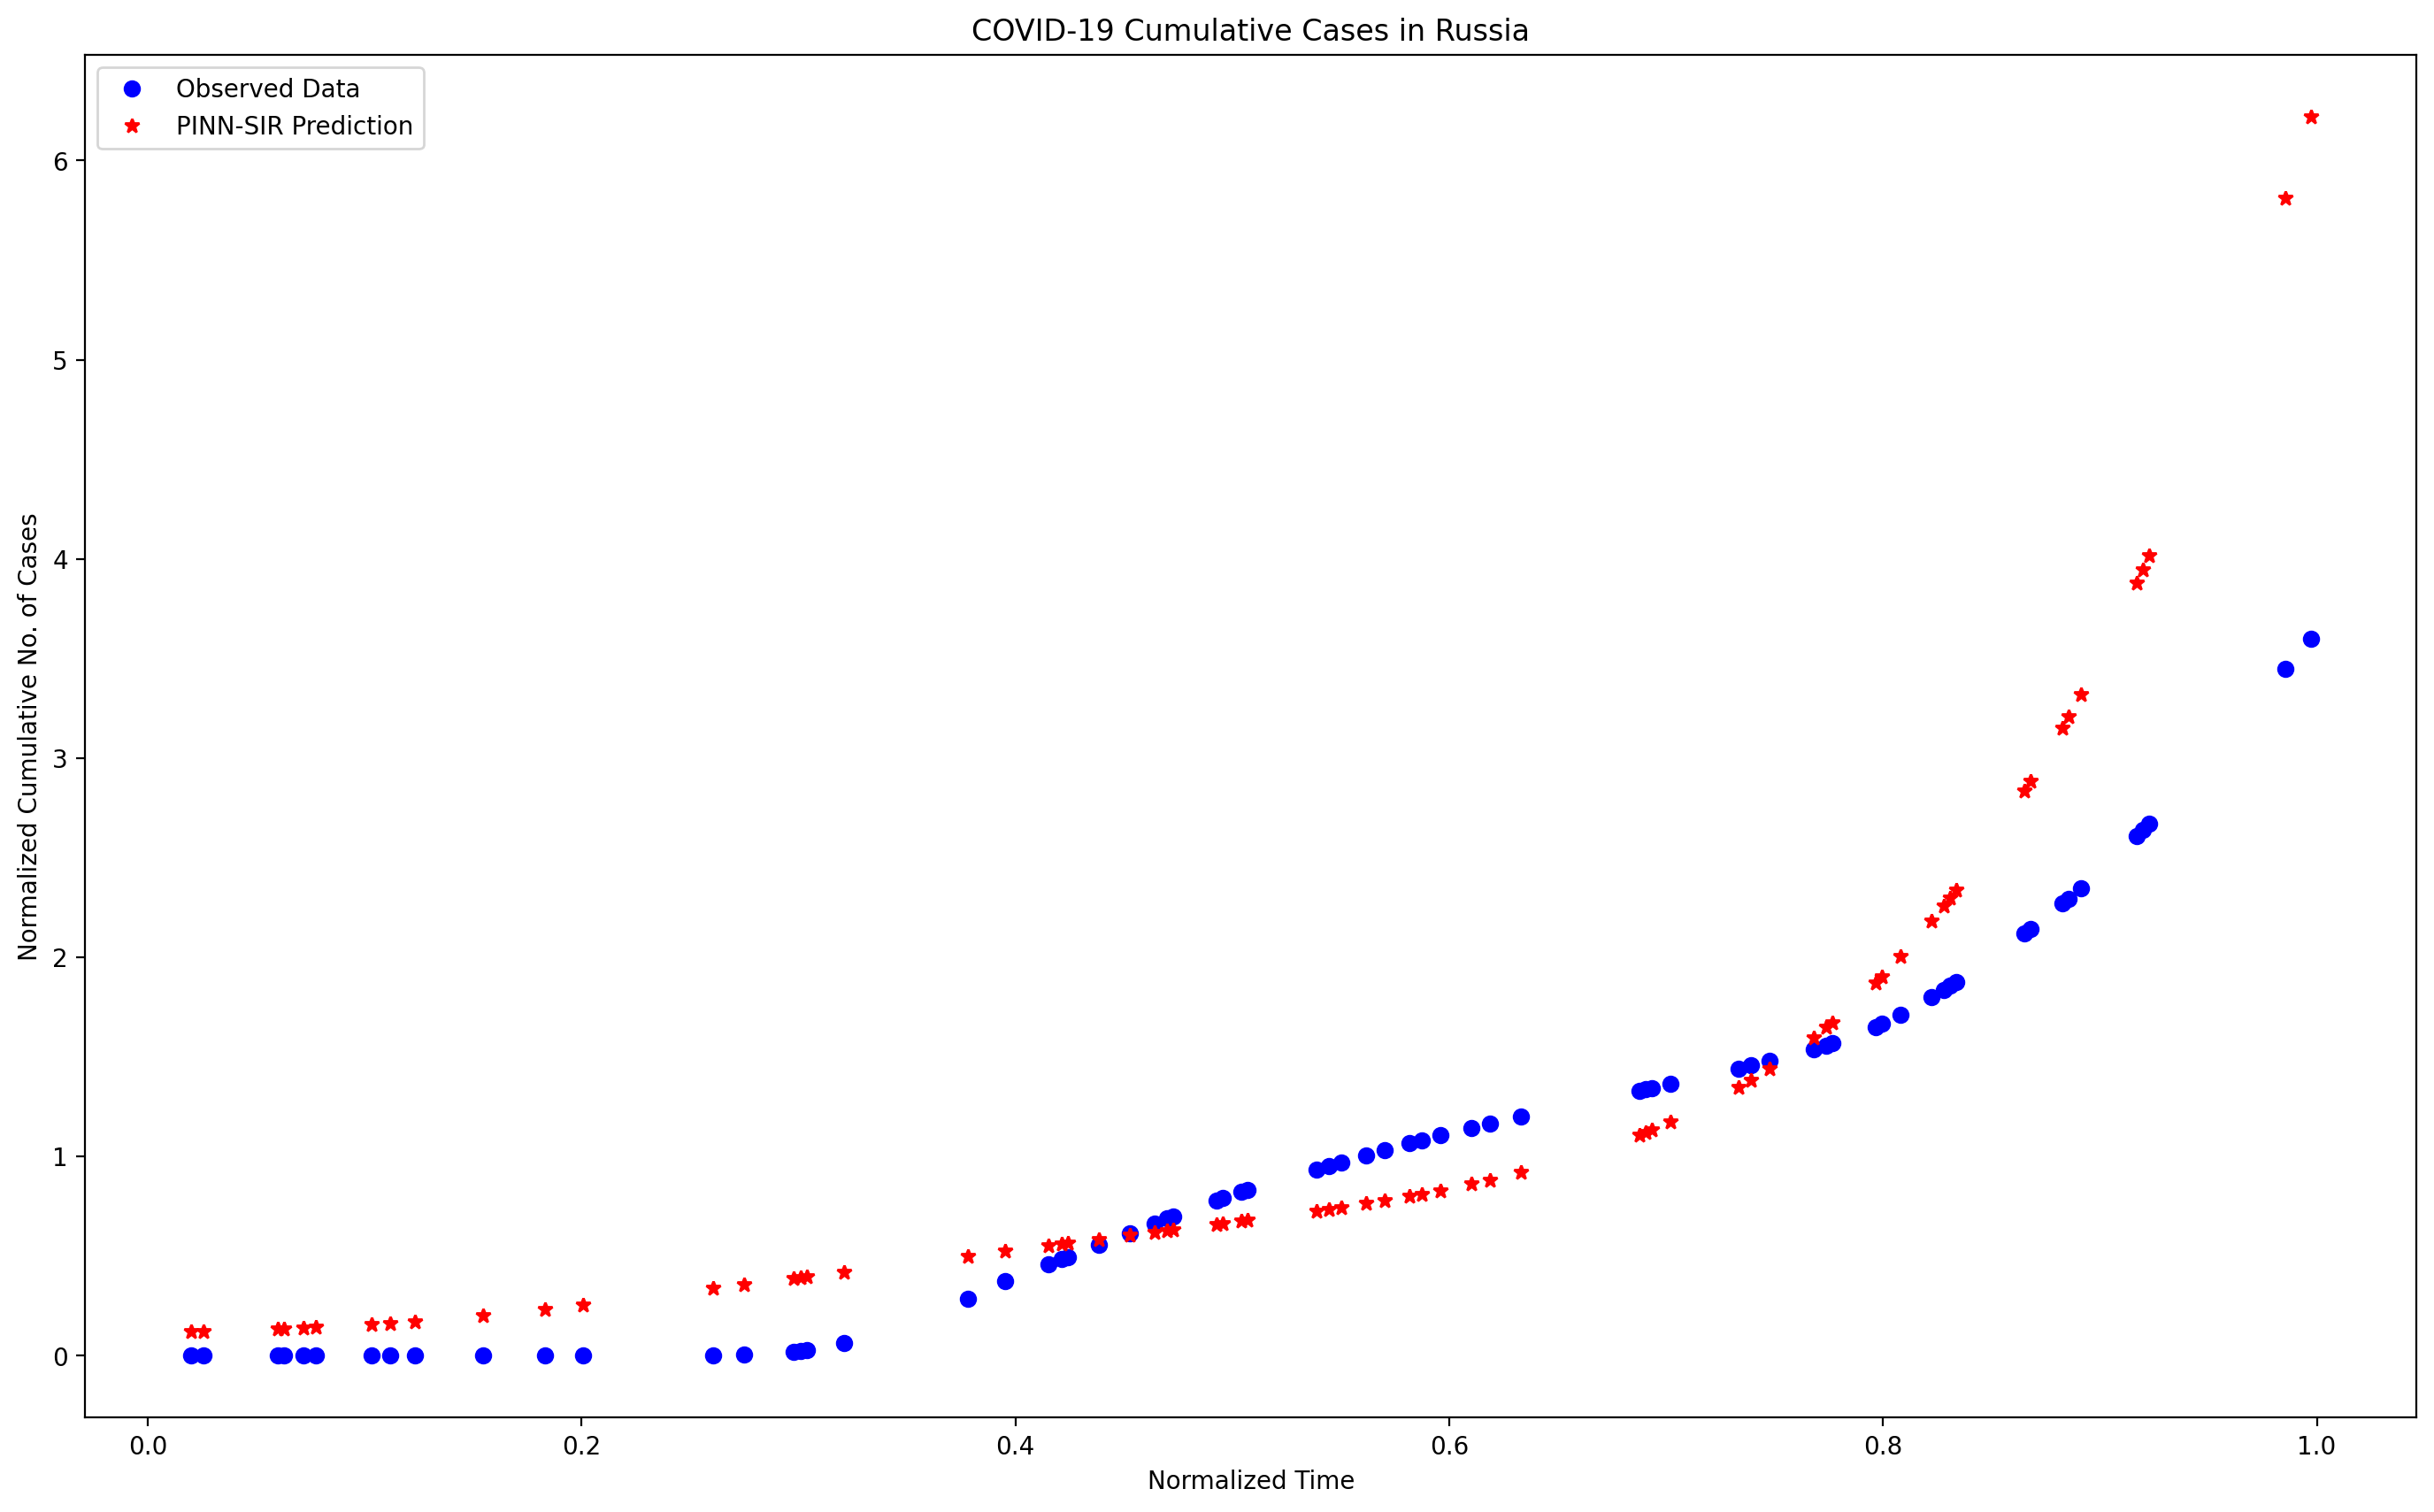 COVID-19 Cumulative Cases in Russia
Observed Data
PINN-SIR Prediction
Normalized Cumulative No. of Cases
6
5
4
3
2
1
0
0.0 0.2 0.4 0.6 0.8 1.0
Normalized Time